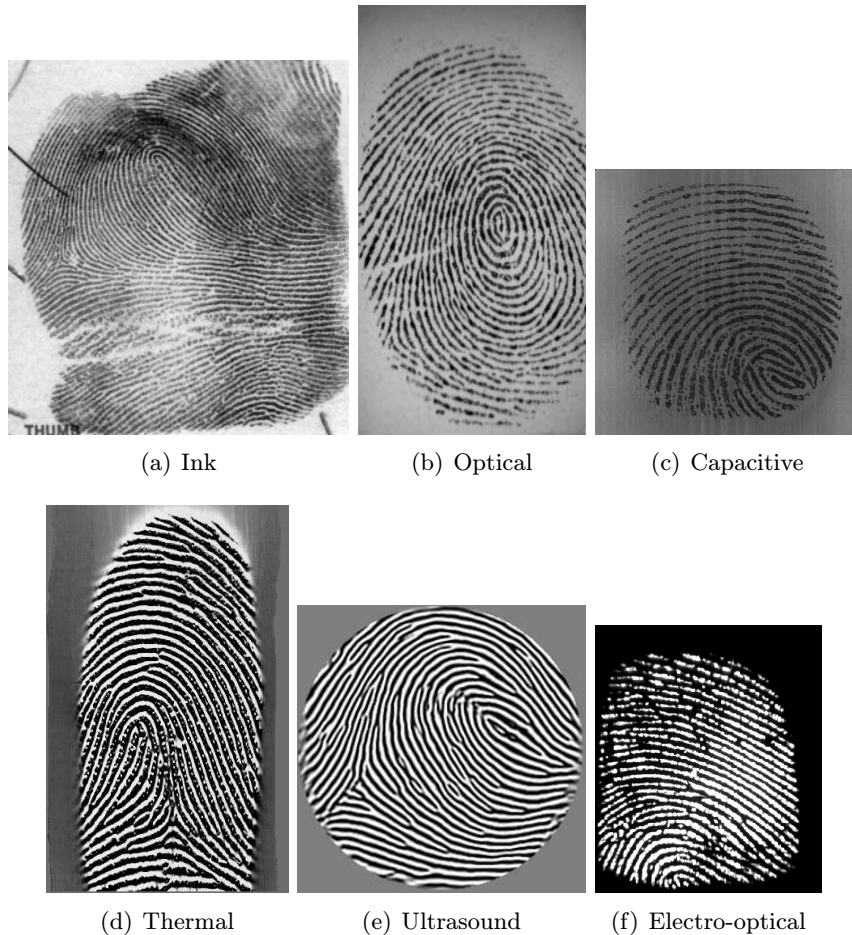 THUMB
(a) Ink
(b) Optical
(c) Capacitive
(d) Thermal
(e) Ultrasound
(f) Electro-optical